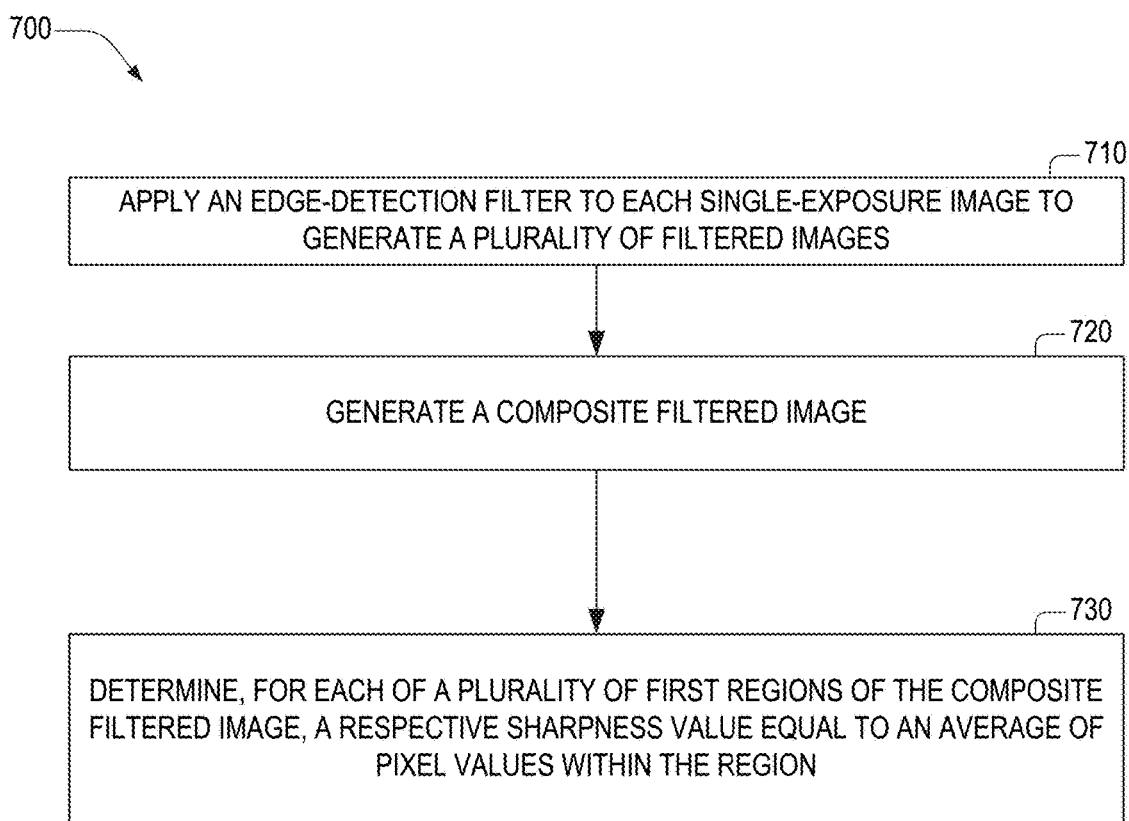 700
710
APPLY AN EDGE-DETECTION FILTER TO EACH SINGLE-EXPOSURE IMAGE TO
GENERATE A PLURALITY OF FILTERED IMAGES
720
GENERATE A COMPOSITE FILTERED IMAGE
730
DETERMINE, FOR EACH OF A PLURALITY OF FIRST REGIONS OF THE COMPOSITE
FILTERED IMAGE, A RESPECTIVE SHARPNESS VALUE EQUAL TO AN AVERAGE OF
PIXEL VALUES WITHIN THE REGION